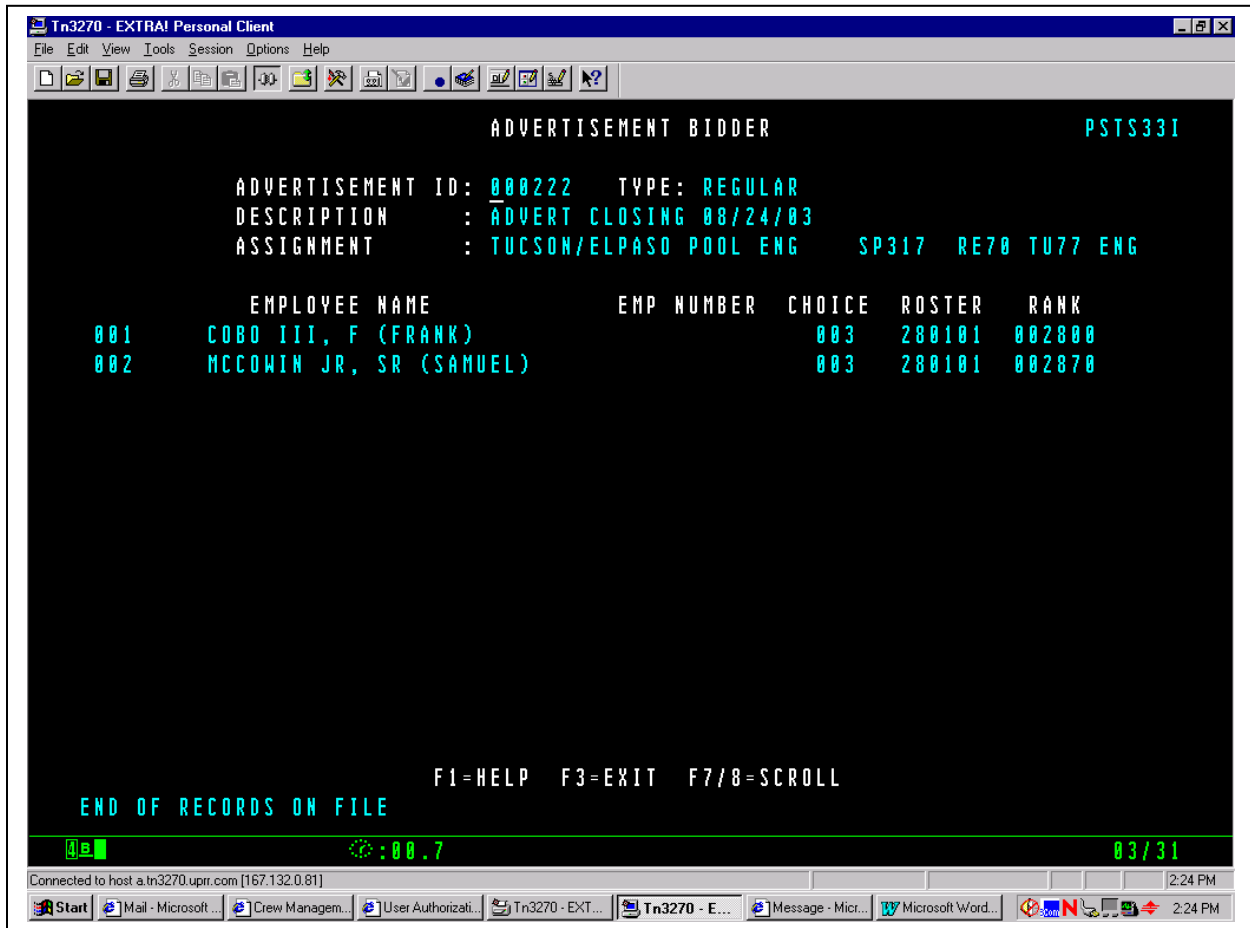 Tn3270 - EXTRA! Personal Client
File Edit View Tools Session Options Help
ADVERTISEMENT BIDDER PSTS33I
ADVERTISEMENT ID: 000222 TYPE: REGULAR
DESCRIPTION : ADVERT CLOSING 08/24/03
ASSIGNMENT : TUCSON/ELPASO POOL ENG SP317 RE70 TU77 ENG
EMPLOYEE NAME EMP NUMBER CHOICE ROSTER RANK
001 COBO III, F (FRANK) 003 280101 002800
002 MCCOWIN JR, SR (SAMUEL) 003 280101 002870
F1=HELP F3=EXIT F7/8=SCROLL
END OF RECORDS ON FILE
4 B :00.7 03/31
Connected to host a.tn3270.uprr.com [167.132.0.81] 2:24 PM
Start Mail - Microsoft ... Crew Managem... User Authorizati... Tn3270 - EXT... Tn3270 - E... Message - Micr... Microsoft Word... .com N 2:24 PM